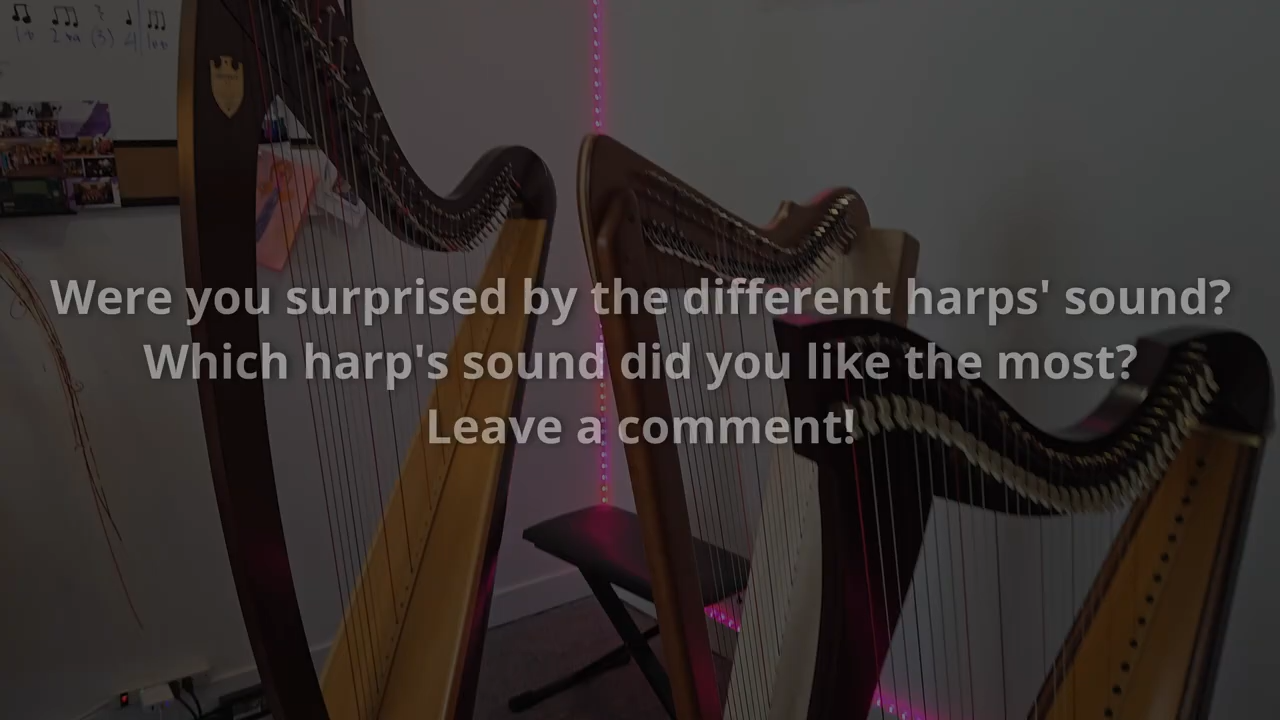 Were you surprised by the different harps' sound?
Which harp's sound did you like the most?
Leave a comment!